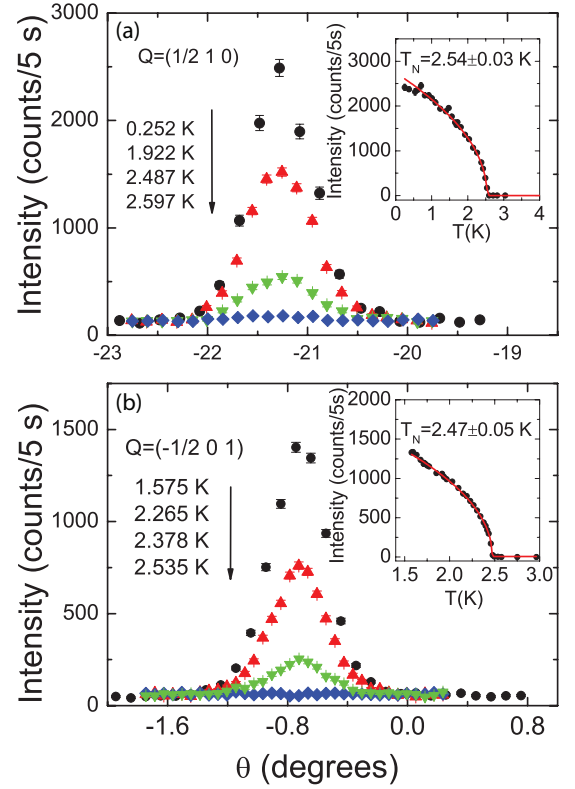 (a)
Q=(1/2 1 0)
0.252 K
1.922 K
2.487 K
2.597 K
Intensity (counts/5 s)
3000
2000
1000
0
-23 -22 -21 -20 -19
T_N=2.54±0.03 K
Intensity (counts/5s)
3000
2000
1000
0
0 1 2 3 4
T(K)
(b)
Q=(-1/2 0 1)
1.575 K
2.265 K
2.378 K
2.535 K
Intensity (counts/5 s)
1500
1000
500
0
-1.6 -0.8 0.0 0.8
θ (degrees)
T_N=2.47±0.05 K
Intensity (counts/5s)
1500
1000
500
0
1.5 2.0 2.5 3.0
T(K)